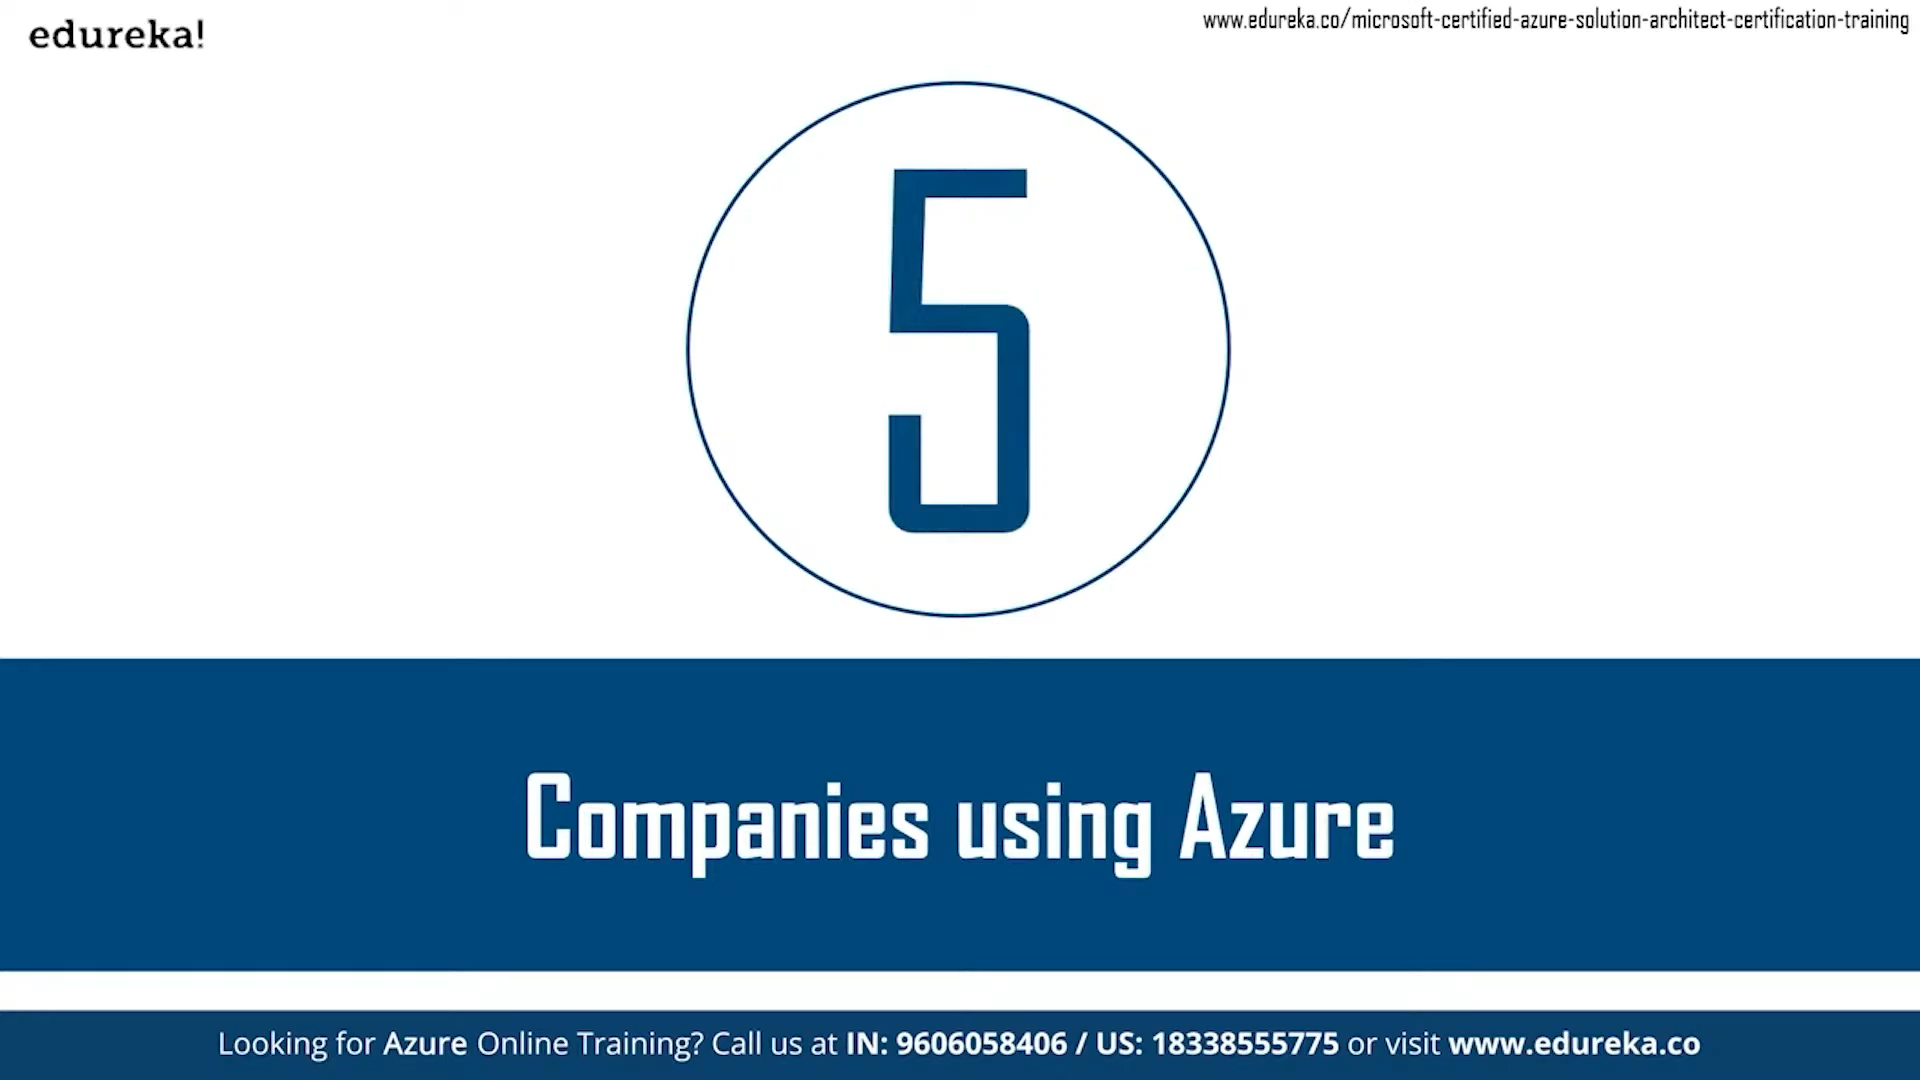 edureka!
www.edureka.co/microsoft-certified-azure-solution-architect-certification-training
5
Companies using Azure
Looking for Azure Online Training? Call us at IN: 9606058406 / US: 18338555775 or visit www.edureka.co